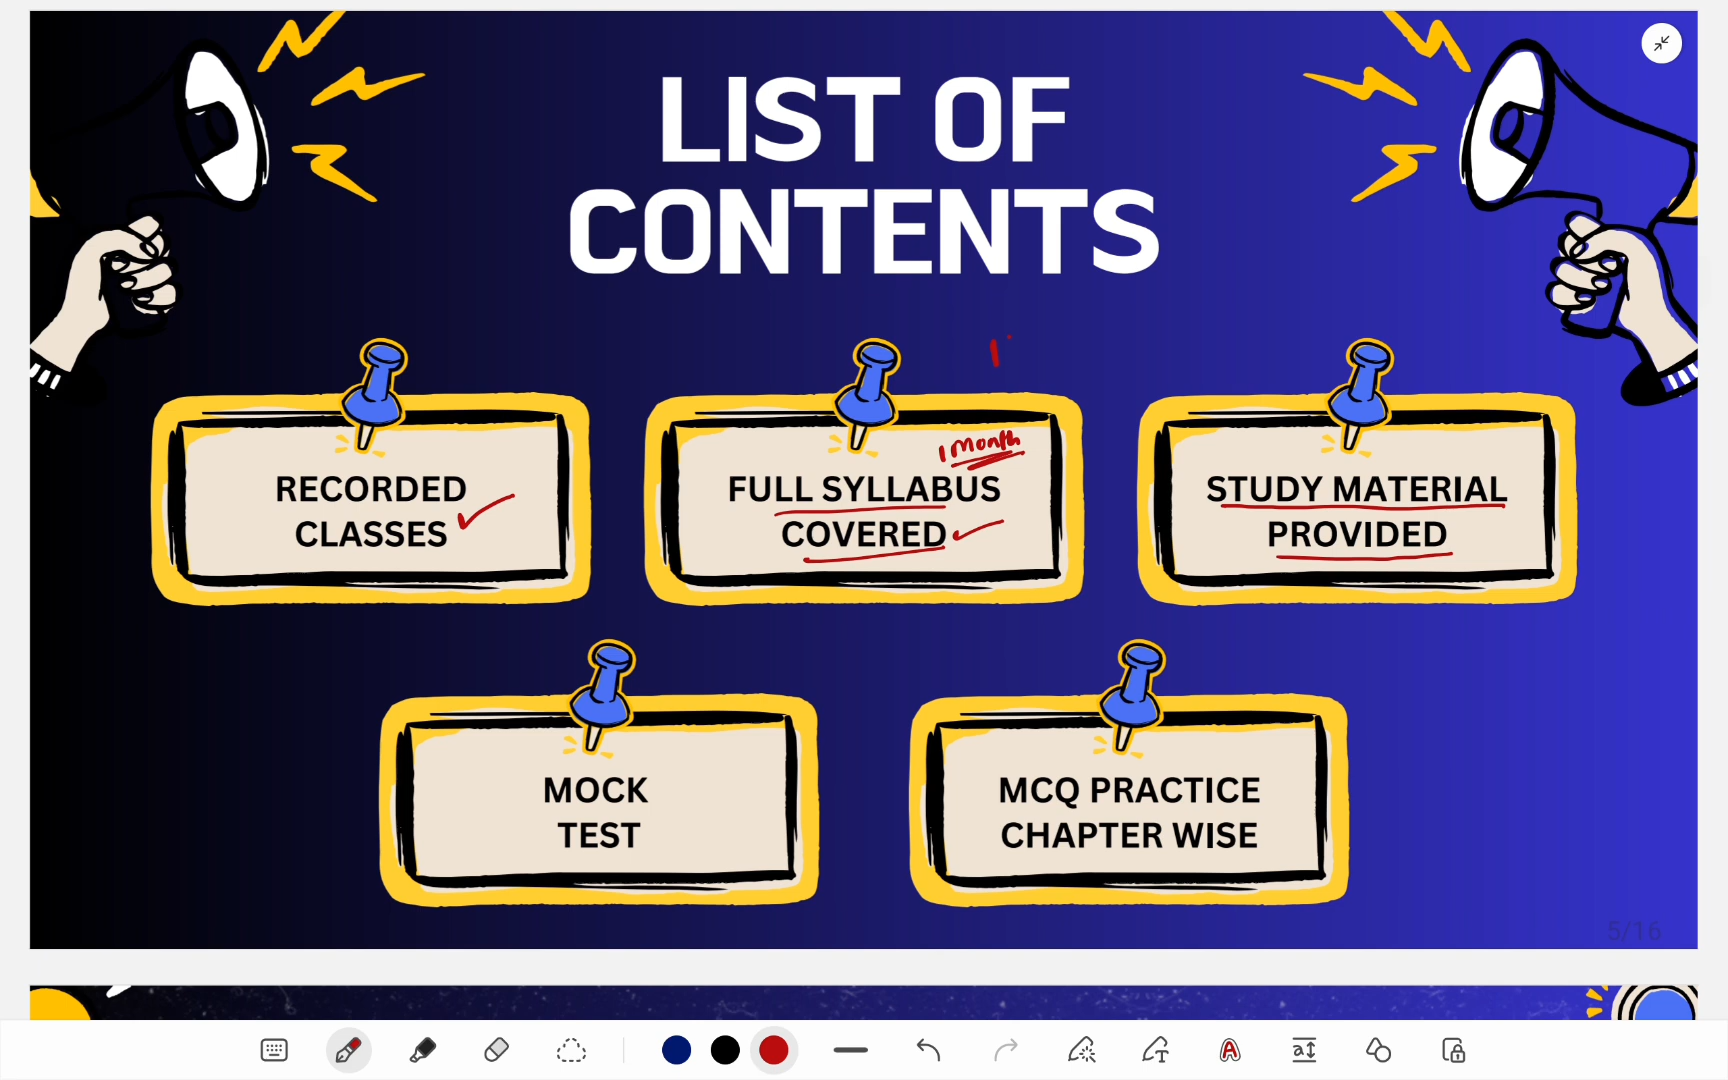 LIST OF
CONTENTS
RECORDED
CLASSES
1 Month
FULL SYLLABUS
COVERED
STUDY MATERIAL
PROVIDED
MOCK
TEST
MCQ PRACTICE
CHAPTER WISE
5/16